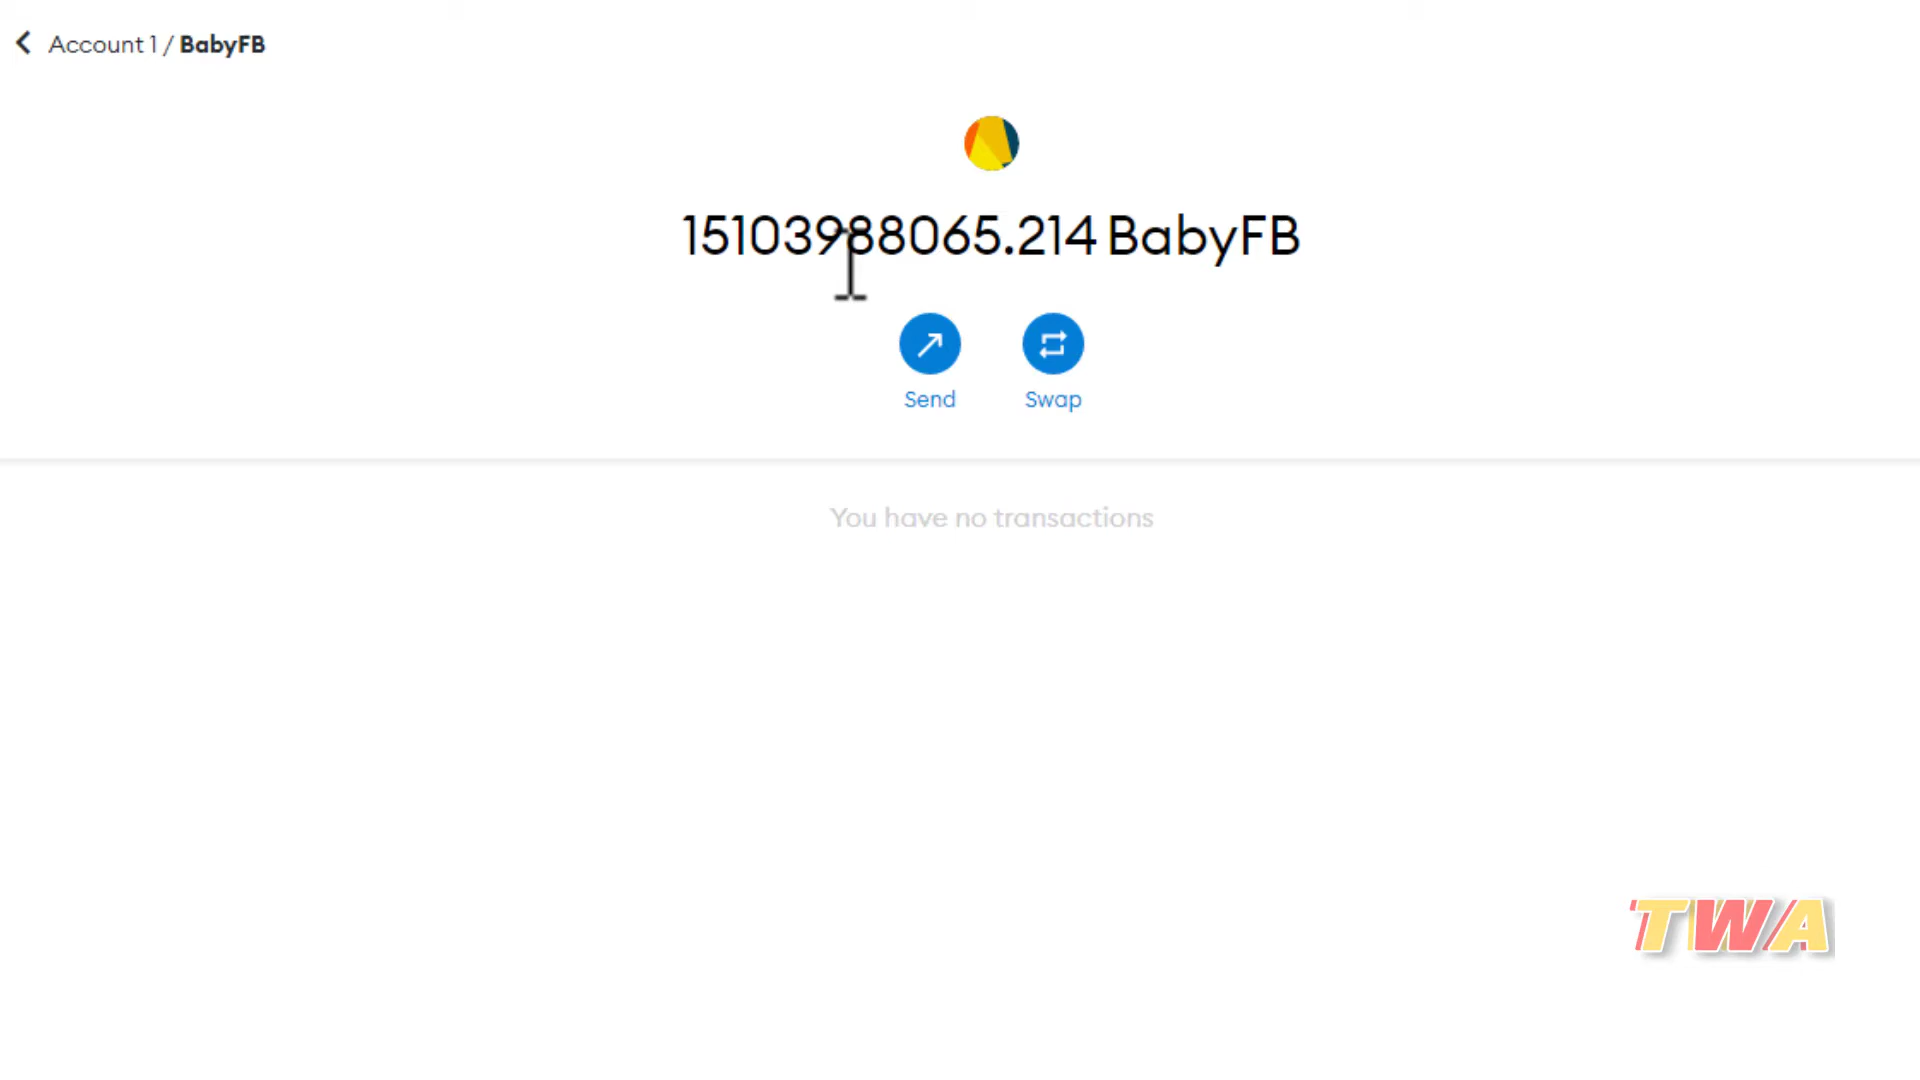 Account 1 / BabyFB
15103988065.214 BabyFB
Send
Swap
You have no transactions
TWA